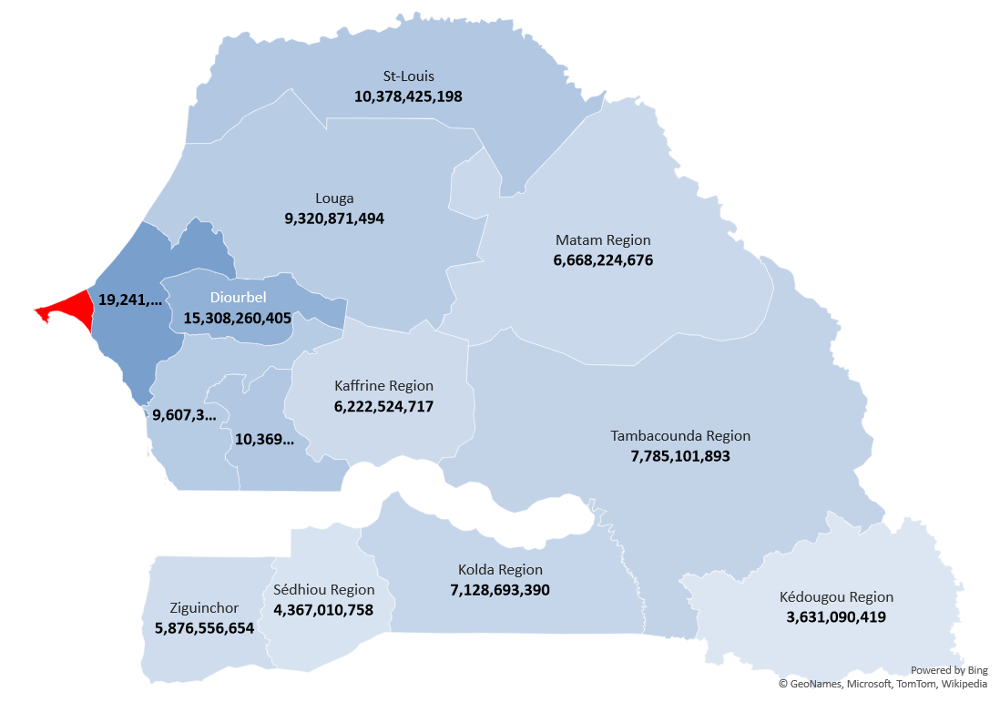 St-Louis
10,378,425,198
Louga
9,320,871,494
Matam Region
6,668,224,676
19,241,...
Diourbel
15,308,260,405
Kaffrine Region
6,222,524,717
9,607,3...
10,369...
Tambacounda Region
7,785,101,893
Kolda Region
7,128,693,390
Sédhiou Region
4,367,010,758
Ziguinchor
5,876,556,654
Kédougou Region
3,631,090,419
Powered by Bing
© GeoNames, Microsoft, TomTom, Wikipedia